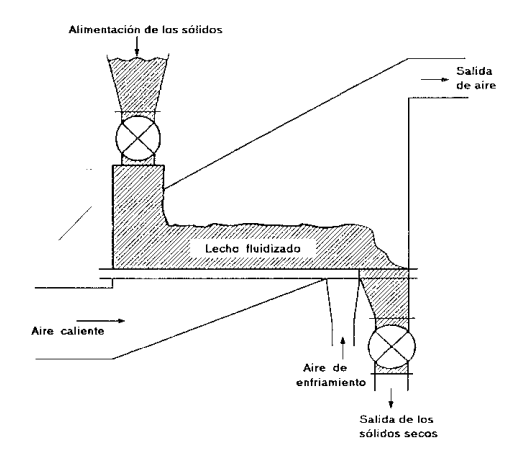 Alimentación de los sólidos
Salida
de aire
Lecho fluidizado
Aire caliente
Aire de
enfriamiento
Salida de los
sólidos secos